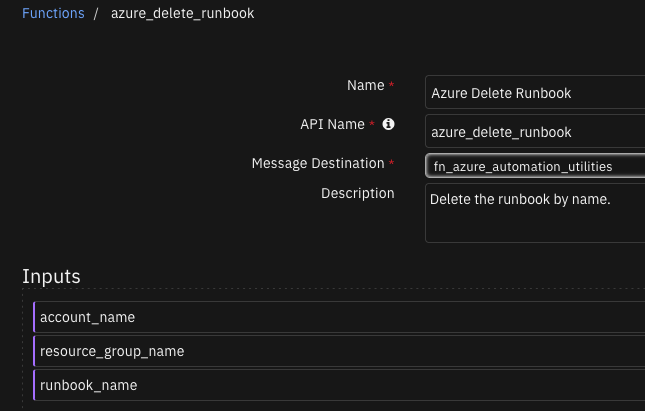 Functions / azure_delete_runbook
Name * Azure Delete Runbook
API Name * azure_delete_runbook
Message Destination * fn_azure_automation_utilities
Description Delete the runbook by name.
Inputs
account_name
resource_group_name
runbook_name